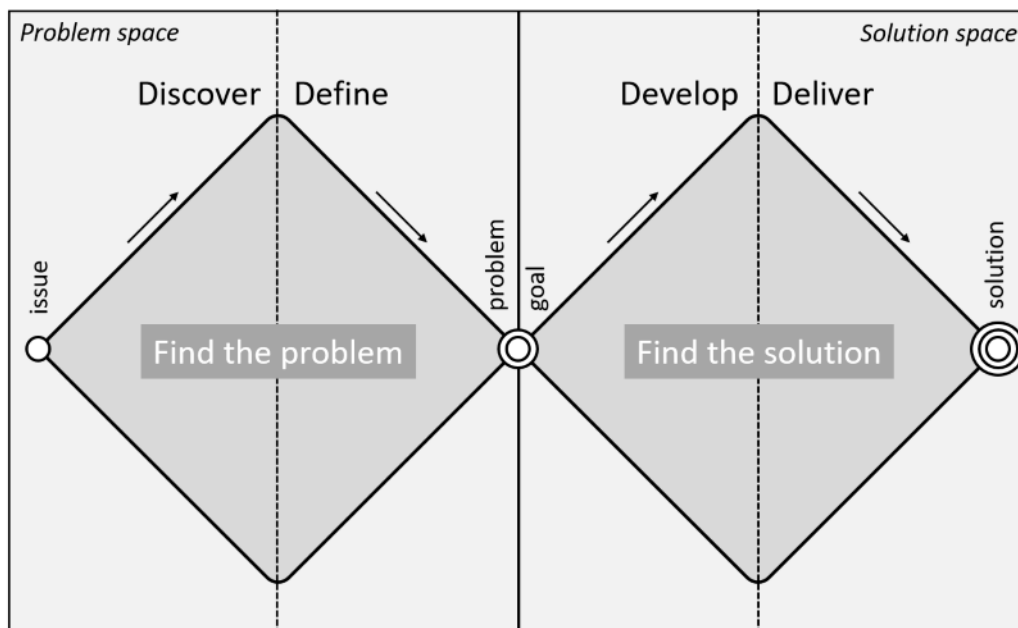 Problem space
Solution space
Discover
Define
Develop
Deliver
issue
problem
goal
solution
Find the problem
Find the solution